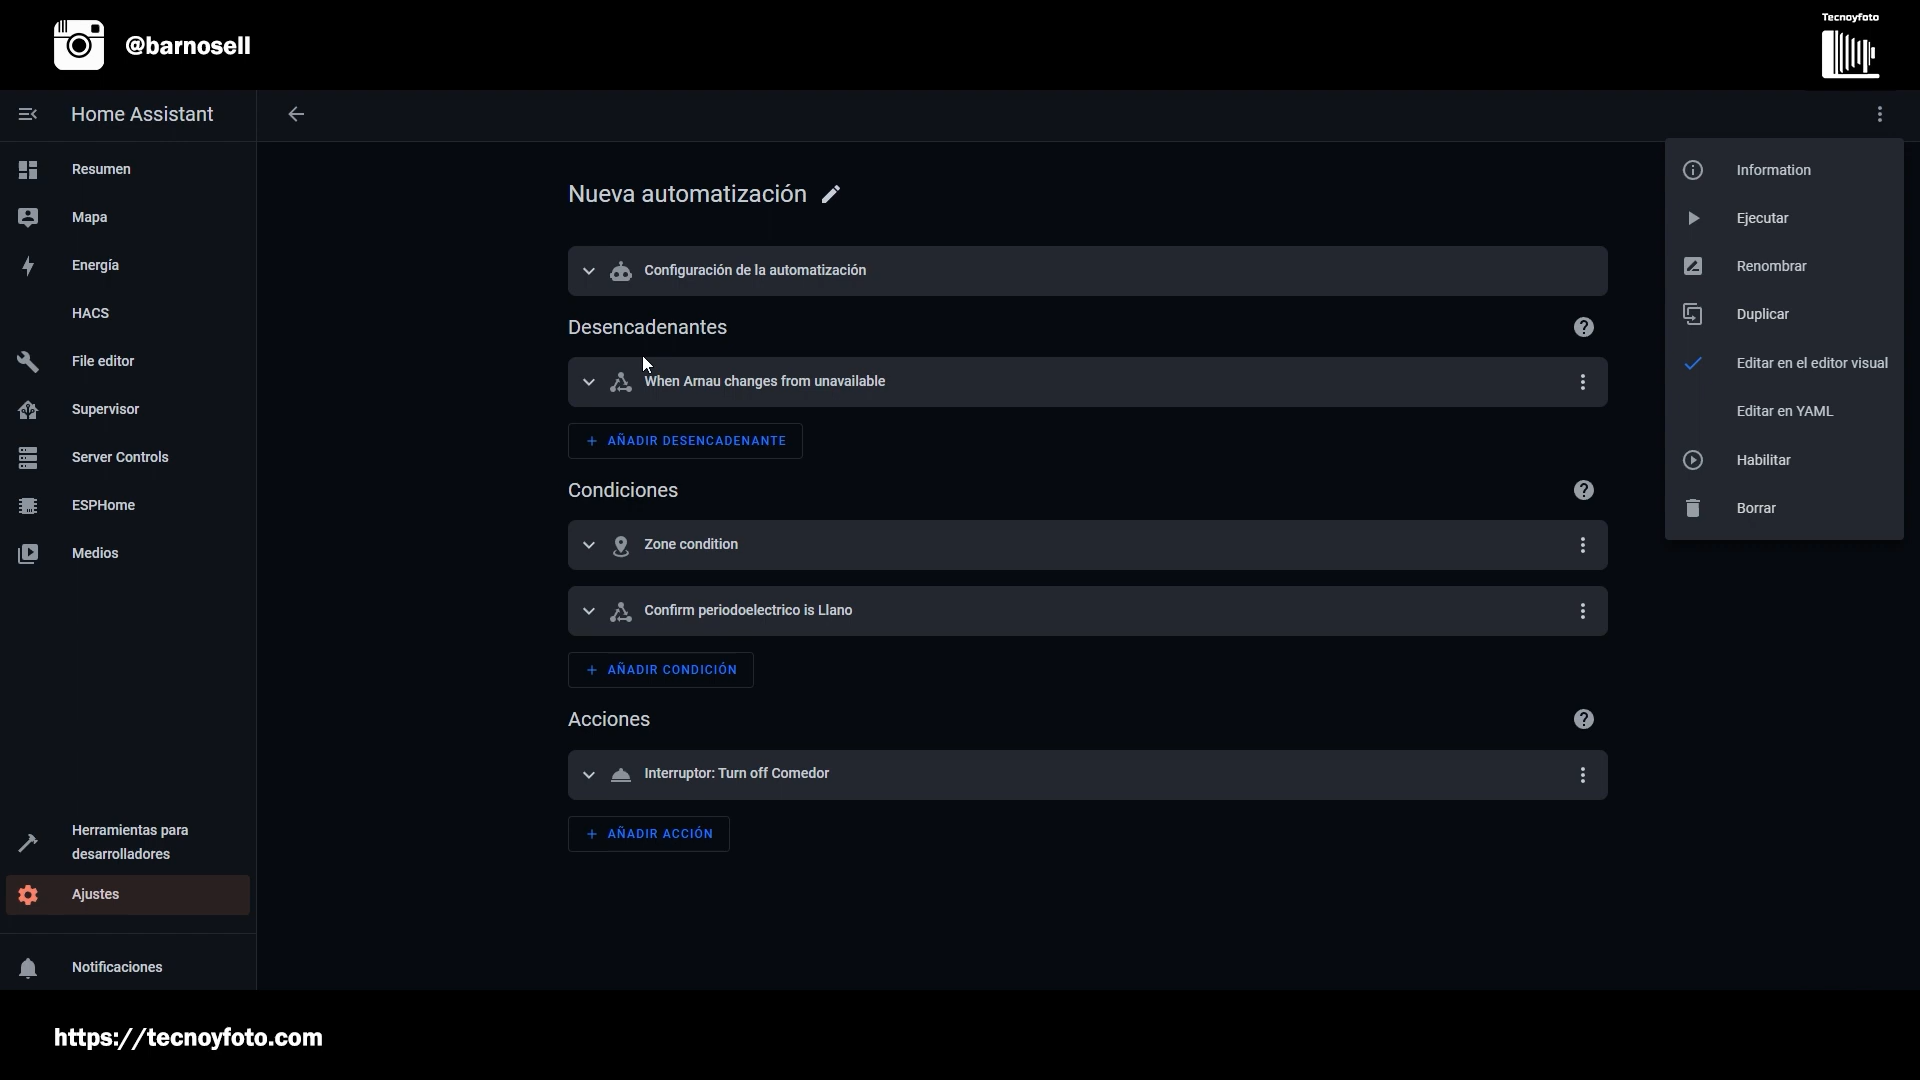 @barnosell
Tecnoyfoto
Home Assistant
Resumen
Mapa
Energía
HACS
File editor
Supervisor
Server Controls
ESPHome
Medios
Herramientas para
desarrolladores
Ajustes
Notificaciones
Nueva automatización
Configuración de la automatización
Desencadenantes
When Arnau changes from unavailable
+ AÑADIR DESENCADENANTE
Condiciones
Zone condition
Confirm periodoelectrico is Llano
+ AÑADIR CONDICIÓN
Acciones
Interruptor: Turn off Comedor
+ AÑADIR ACCIÓN
Information
Ejecutar
Renombrar
Duplicar
Editar en el editor visual
Editar en YAML
Habilitar
Borrar
https://tecnoyfoto.com